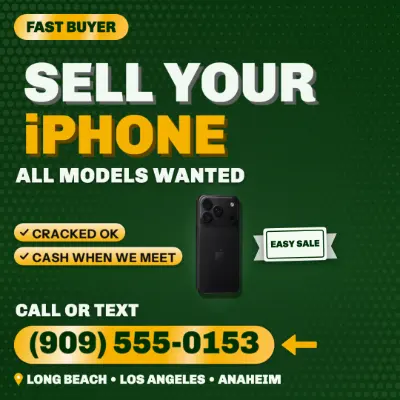 FAST BUYER
SELL YOUR
iPHONE
ALL MODELS WANTED
CRACKED OK
CASH WHEN WE MEET
EASY SALE
CALL OR TEXT
(909) 555-0153
LONG BEACH • LOS ANGELES • ANAHEIM